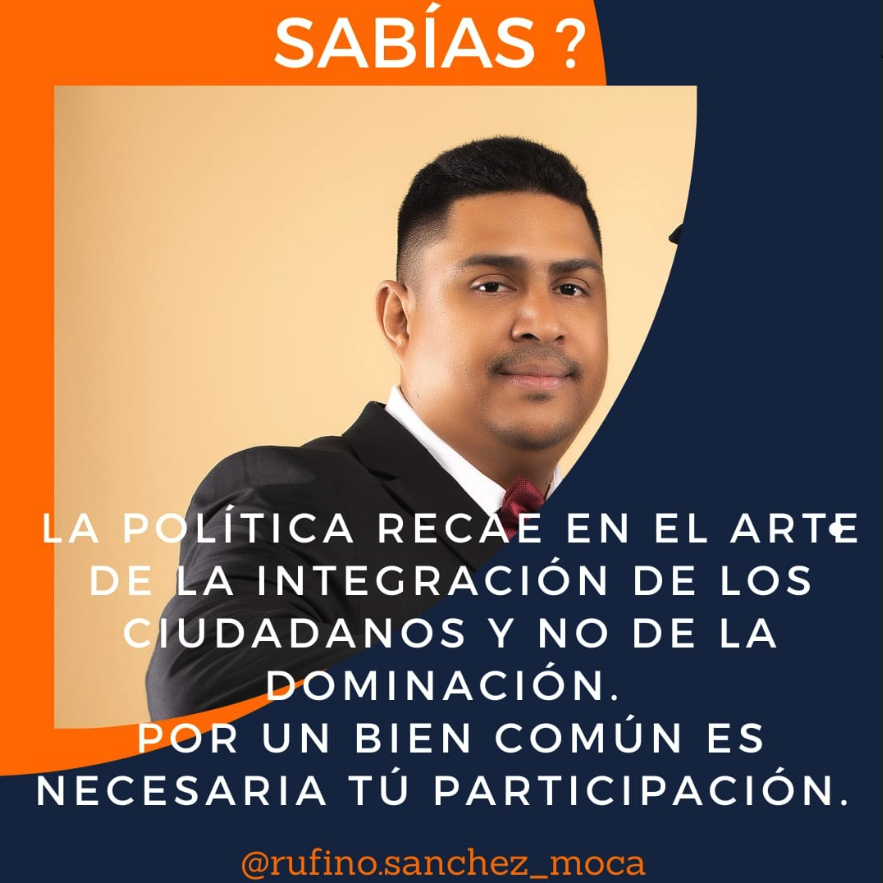 SABÍAS ?
LA POLÍTICA RECAE EN EL ARTE
DE LA INTEGRACIÓN DE LOS
CIUDADANOS Y NO DE LA
DOMINACIÓN.
POR UN BIEN COMÚN ES
NECESARIA TÚ PARTICIPACIÓN.
@rufino.sanchez_moca